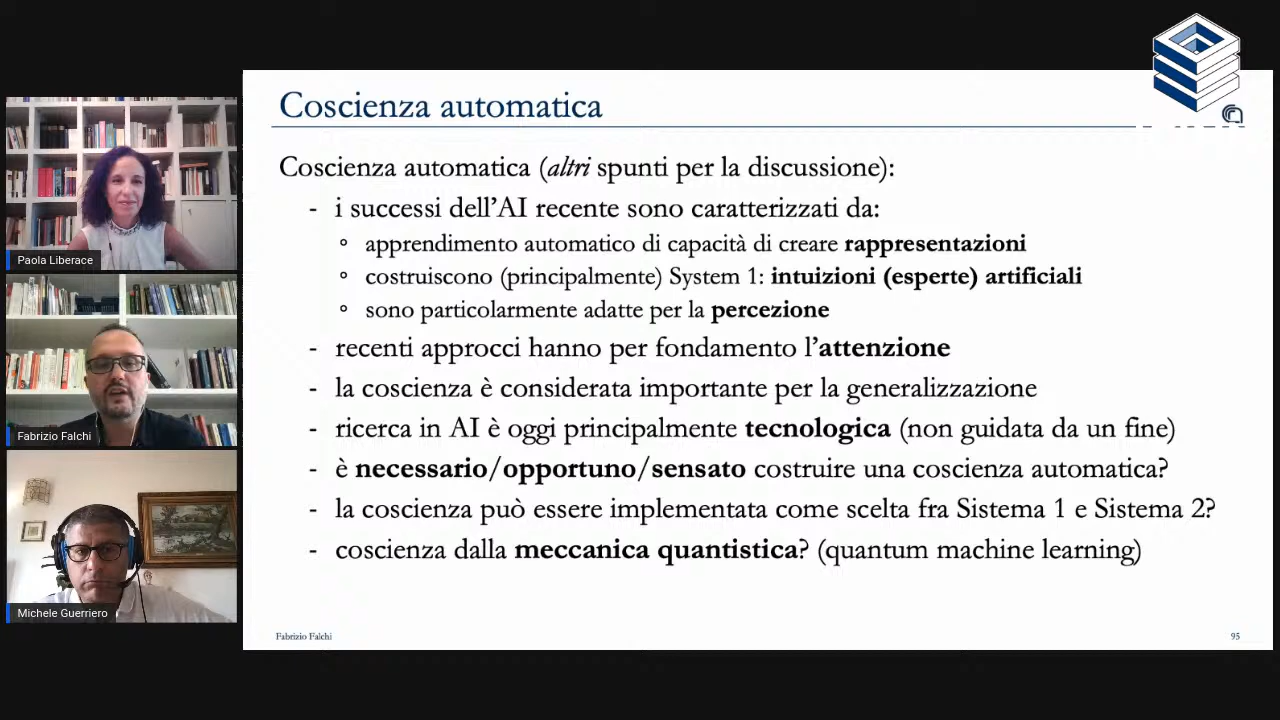 Coscienza automatica
Coscienza automatica (altri spunti per la discussione):
- i successi dell'AI recente sono caratterizzati da:
° apprendimento automatico di capacità di creare rappresentazioni
° costruiscono (principalmente) System 1: intuizioni (esperte) artificiali
° sono particolarmente adatte per la percezione
- recenti approcci hanno per fondamento l'attenzione
- la coscienza è considerata importante per la generalizzazione
- ricerca in AI è oggi principalmente tecnologica (non guidata da un fine)
- è necessario/opportuno/sensato costruire una coscienza automatica?
- la coscienza può essere implementata come scelta fra Sistema 1 e Sistema 2?
- coscienza dalla meccanica quantistica? (quantum machine learning)
Fabrizio Falchi
95
Paola Liberace
Fabrizio Falchi
Michele Guerriero